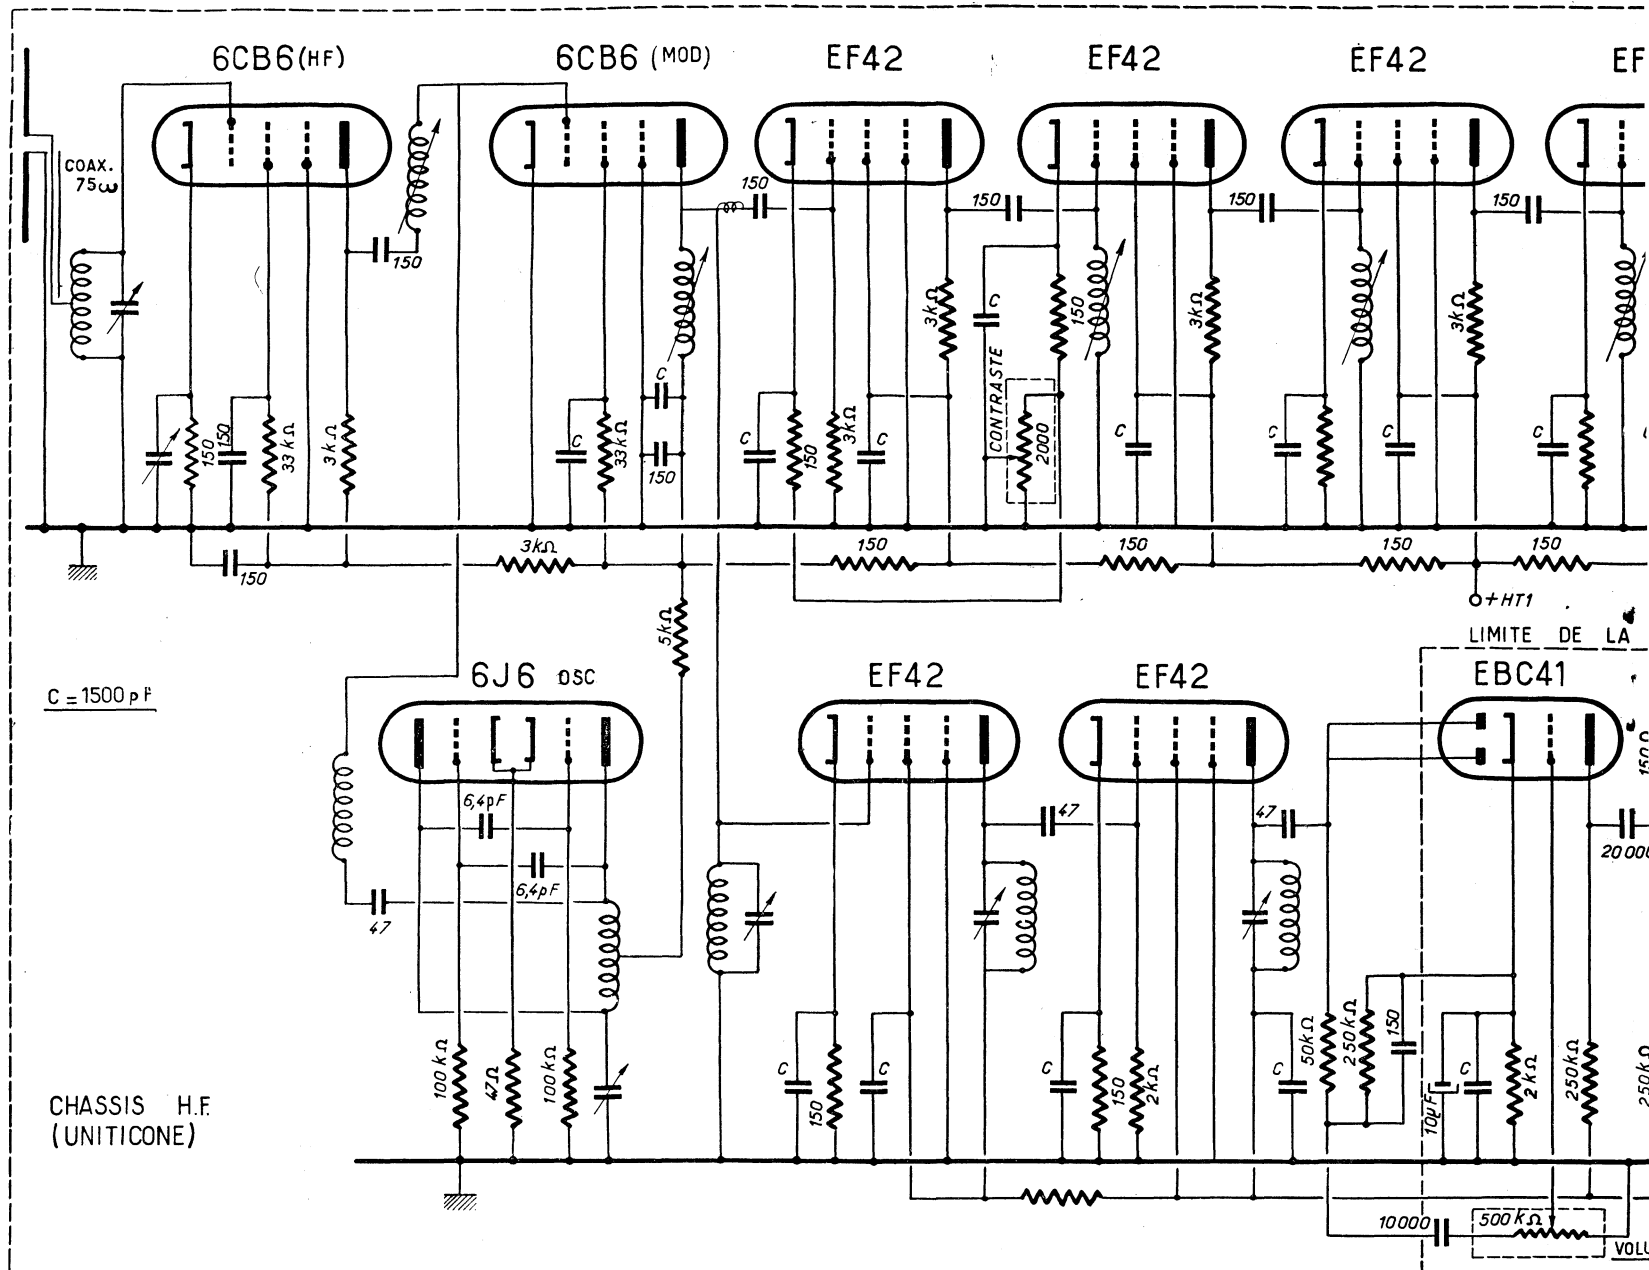 6CB6 (HF)
6CB6 (MOD)
EF42
EF42
EF42
EF
COAX.
75ω
150
150
150
150
150
3kΩ
C
150
CONTRASTE
3kΩ
3kΩ
150
150
33kΩ
3kΩ
C
33kΩ
C
150
C
150
3kΩ
C
2000
C
C
C
C
150
3kΩ
150
150
150
150
+HT1
LIMITE DE LA
5kΩ
C = 1500 pF
6J6 OSC
EF42
EF42
EBC41
6,4pF
6,4pF
47
47
47
150
20 000
100kΩ
47Ω
100kΩ
C
150
C
C
150
2kΩ
C
50kΩ
250kΩ
150
10µF
C
2kΩ
250kΩ
250kΩ
CHASSIS H.F.
(UNITICONE)
10000
500kΩ
VOLU